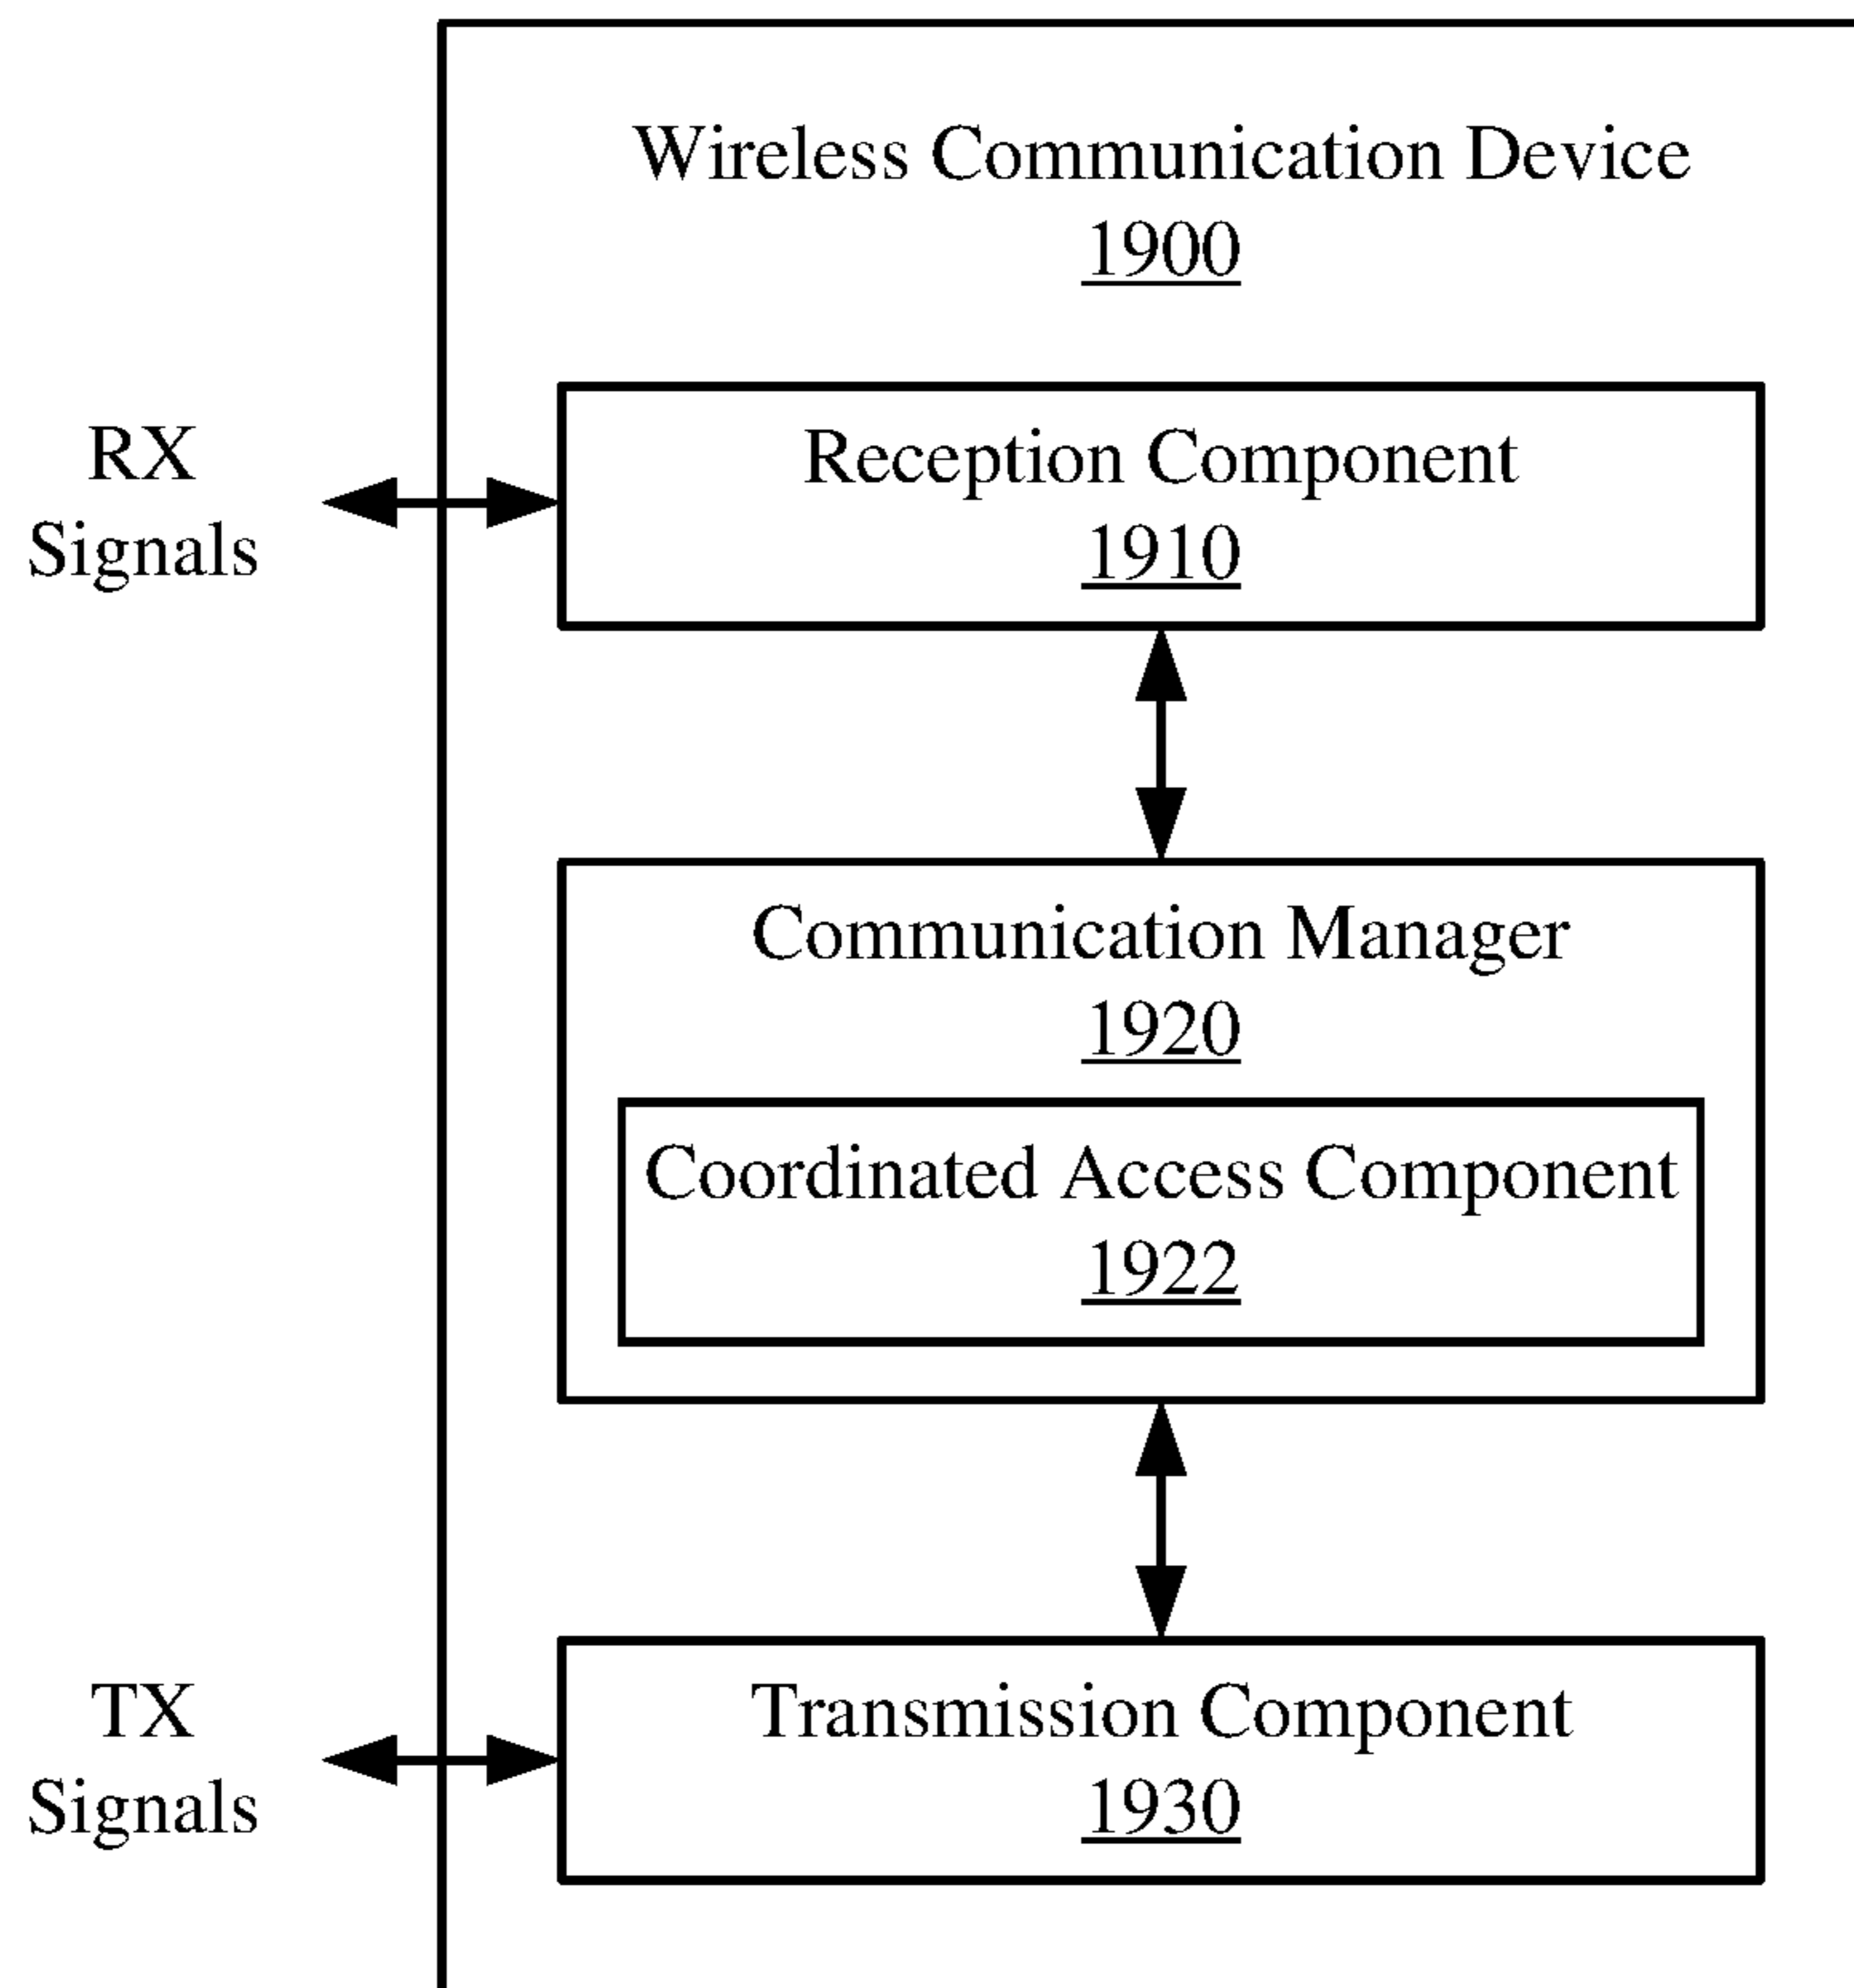 Wireless Communication Device
1900
RX
Signals
Reception Component
1910
Communication Manager
1920
Coordinated Access Component
1922
TX
Signals
Transmission Component
1930